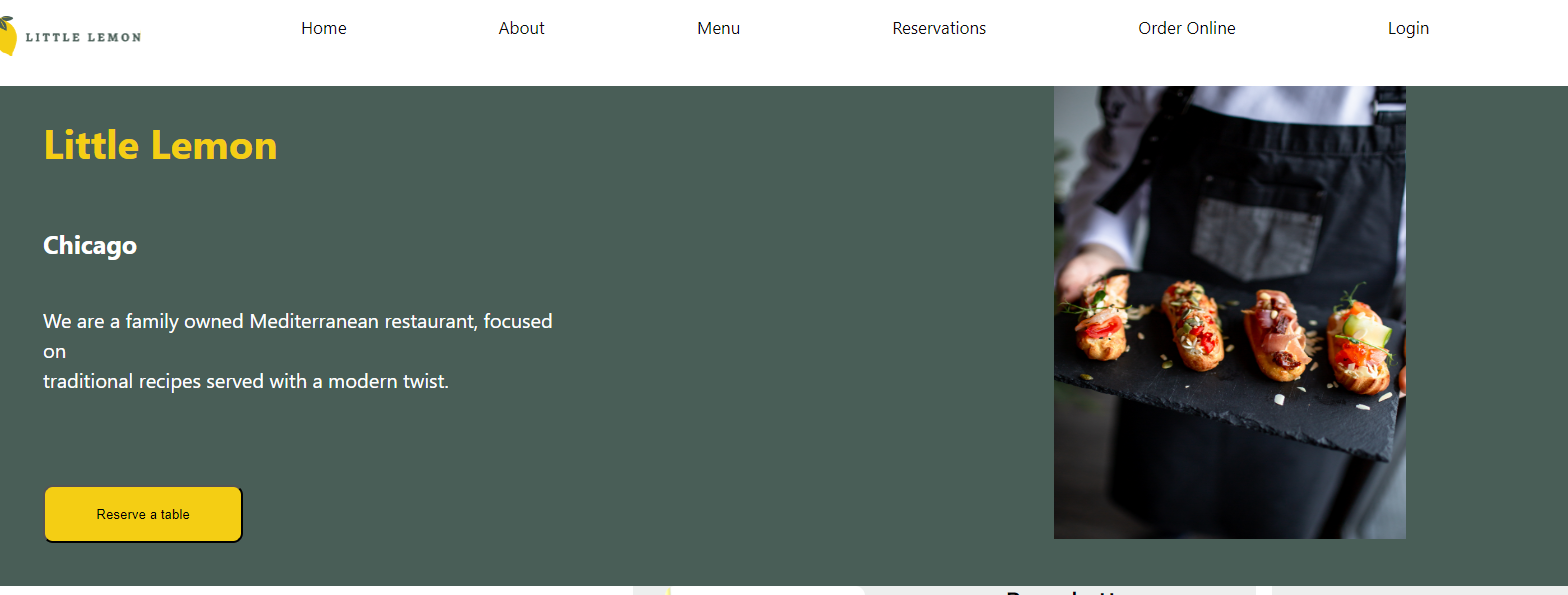 LITTLE LEMON
Home About Menu Reservations Order Online Login
Little Lemon
Chicago
We are a family owned Mediterranean restaurant, focused
on
traditional recipes served with a modern twist.
Reserve a table